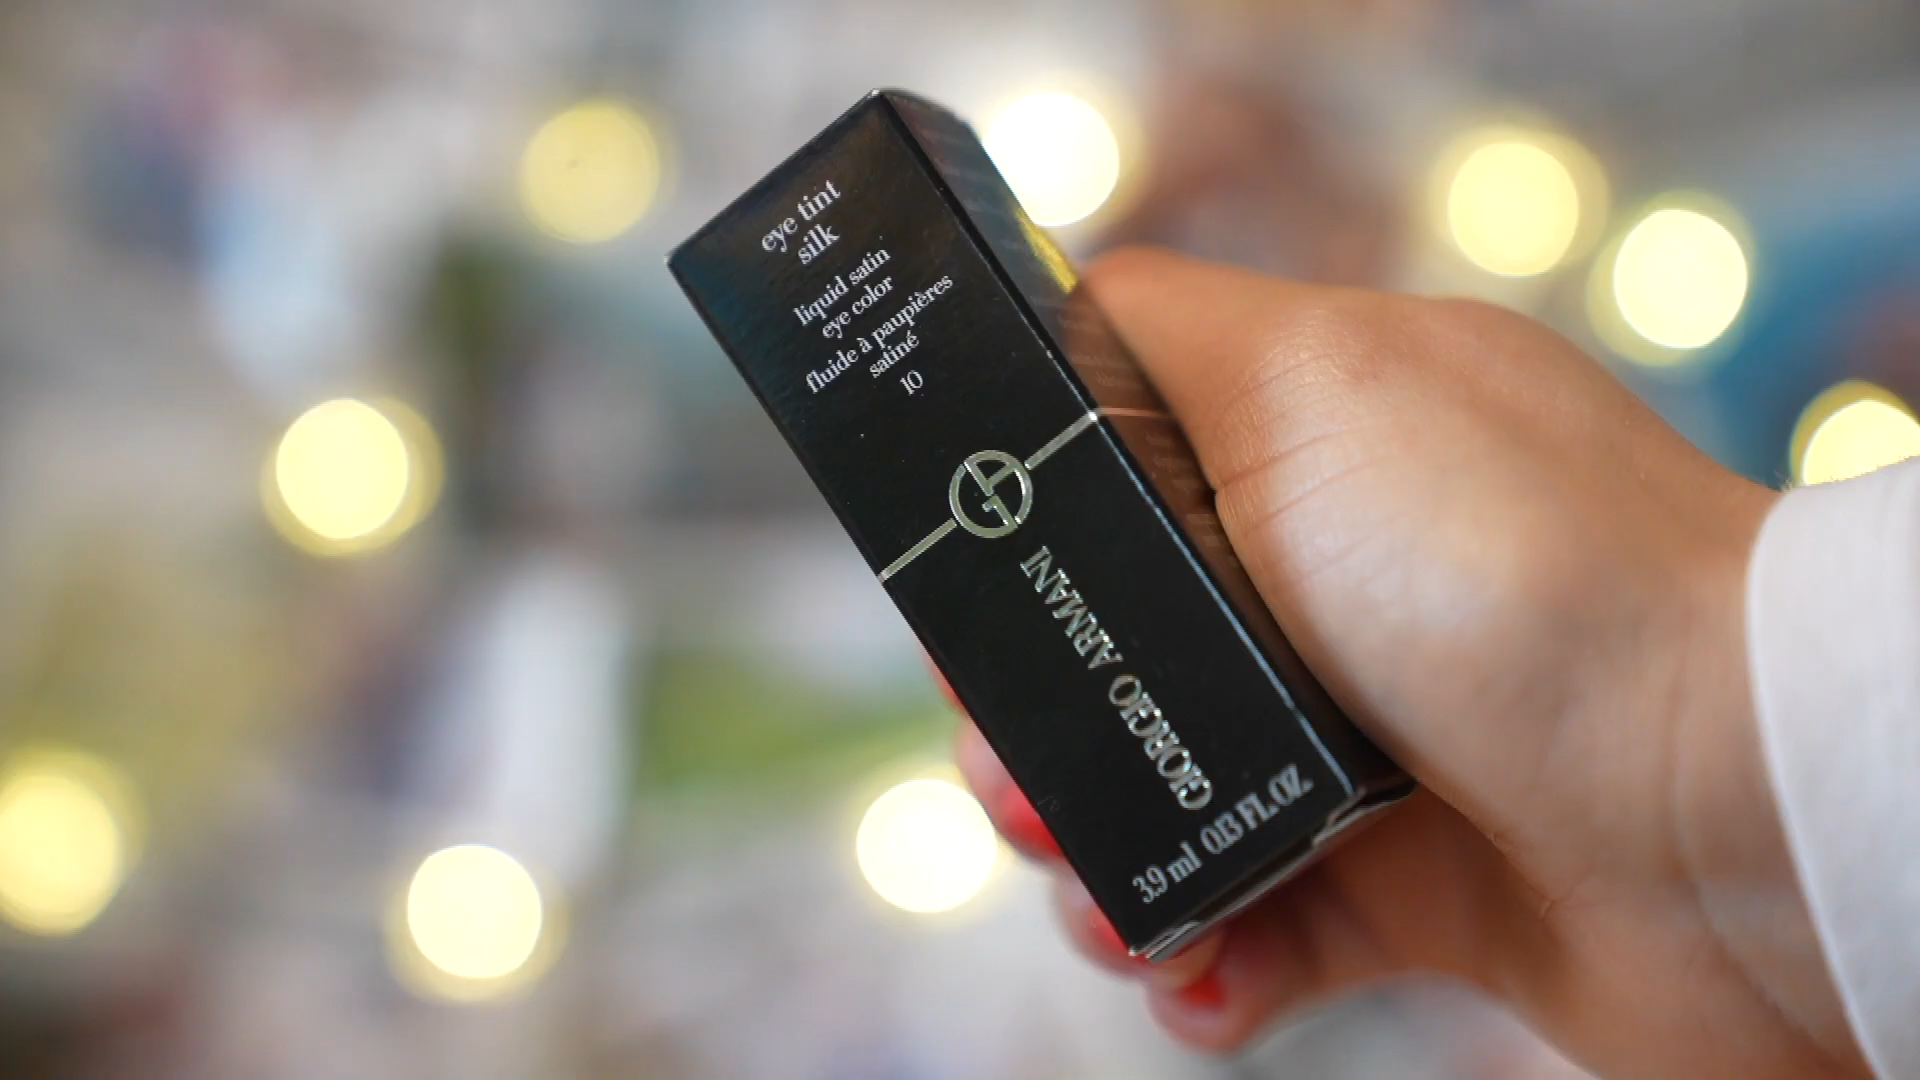 eye tint
silk
liquid satin
eye color
fluide à paupières
satiné
10
GIORGIO ARMANI
3.9 ml 0.13 FL. OZ.